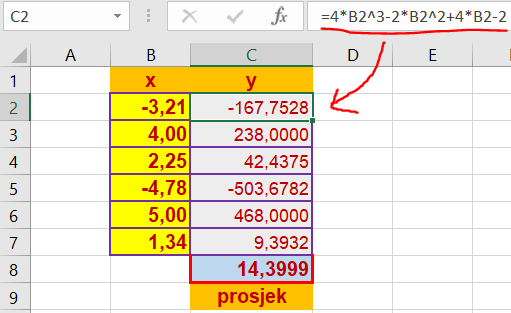 C2 fx =4*B2^3-2*B2^2+4*B2-2
A B C D E
1 x y
2 -3,21 -167,7528
3 4,00 238,0000
4 2,25 42,4375
5 -4,78 -503,6782
6 5,00 468,0000
7 1,34 9,3932
8 14,3999
9 prosjek